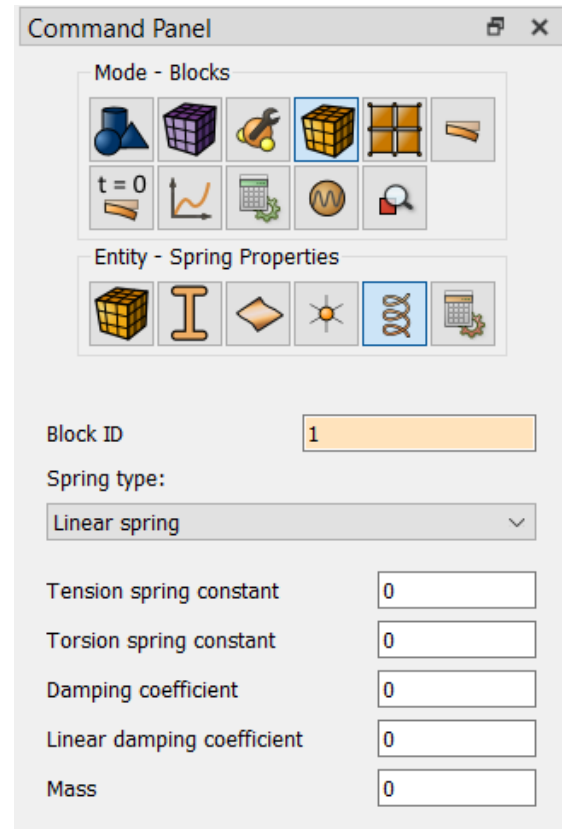 Command Panel
Mode - Blocks
t = 0
Entity - Spring Properties
Block ID 1
Spring type:
Linear spring
Tension spring constant 0
Torsion spring constant 0
Damping coefficient 0
Linear damping coefficient 0
Mass 0